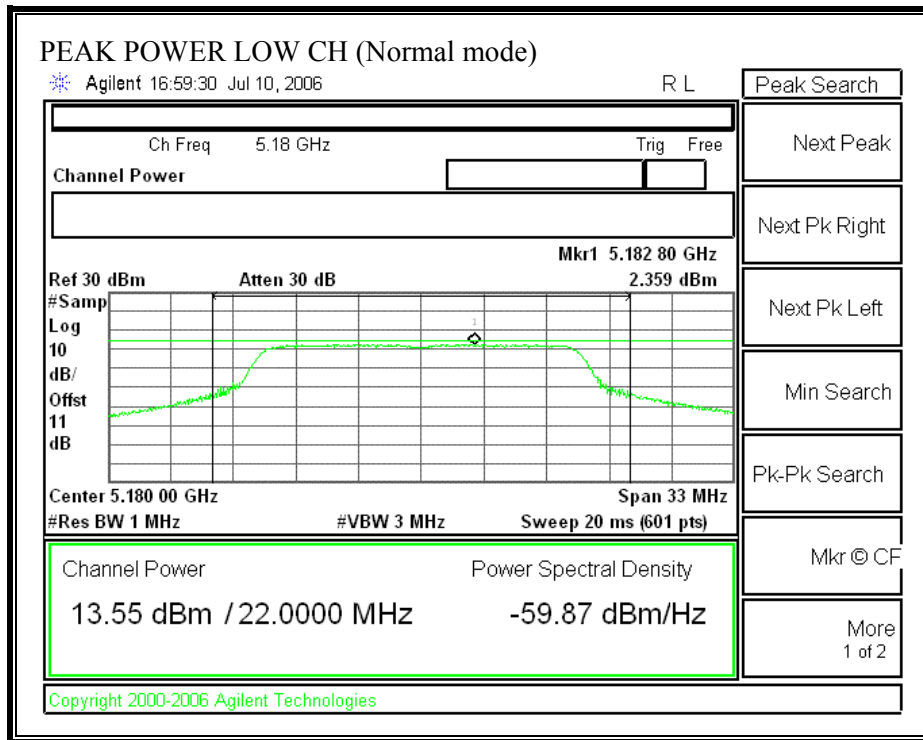 PEAK POWER LOW CH (Normal mode)
Agilent 16:59:30 Jul 10, 2006 R L
Peak Search
Ch Freq 5.18 GHz Trig Free
Channel Power
Next Peak
Next Pk Right
Mkr1 5.182 80 GHz
Ref 30 dBm Atten 30 dB 2.359 dBm
#Samp
Log
10
dB/
Offst
11
dB
1
Next Pk Left
Min Search
Pk-Pk Search
Center 5.180 00 GHz Span 33 MHz
#Res BW 1 MHz #VBW 3 MHz Sweep 20 ms (601 pts)
Channel Power Power Spectral Density
13.55 dBm / 22.0000 MHz -59.87 dBm/Hz
Mkr © CF
More
1 of 2
Copyright 2000-2006 Agilent Technologies